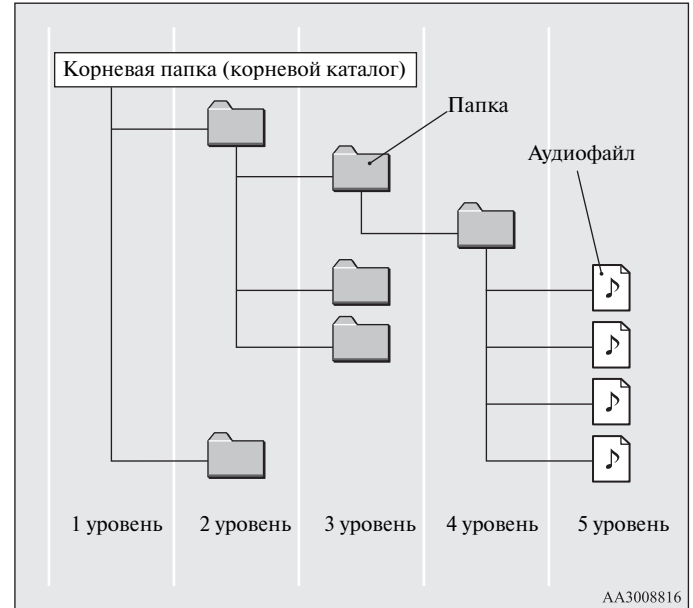 Корневая папка (корневой каталог)
Папка
Аудиофайл
1 уровень 2 уровень 3 уровень 4 уровень 5 уровень
AA3008816